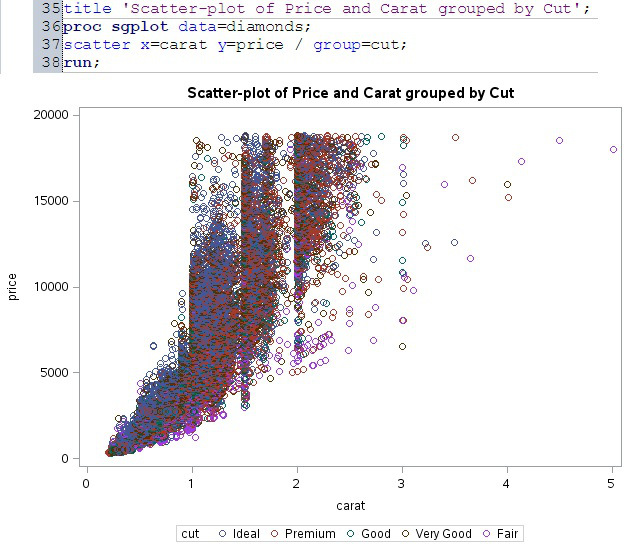 35 title 'Scatter-plot of Price and Carat grouped by Cut';
36 proc sgplot data=diamonds;
37 scatter x=carat y=price / group=cut;
38 run;
Scatter-plot of Price and Carat grouped by Cut
20000
15000
10000
5000
0
price
0 1 2 3 4 5
carat
cut Ideal Premium Good Very Good Fair